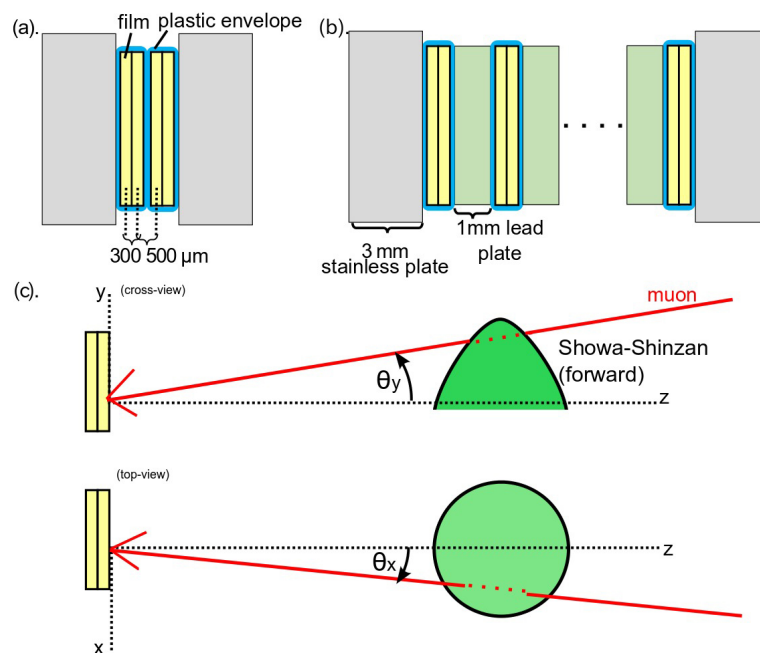 (a).
film plastic envelope
300 500 μm
(b).
1mm lead
plate
3 mm
stainless plate
(c).
y
(cross-view)
muon
Showa-Shinzan
(forward)
θy
z
(top-view)
θx
z
x